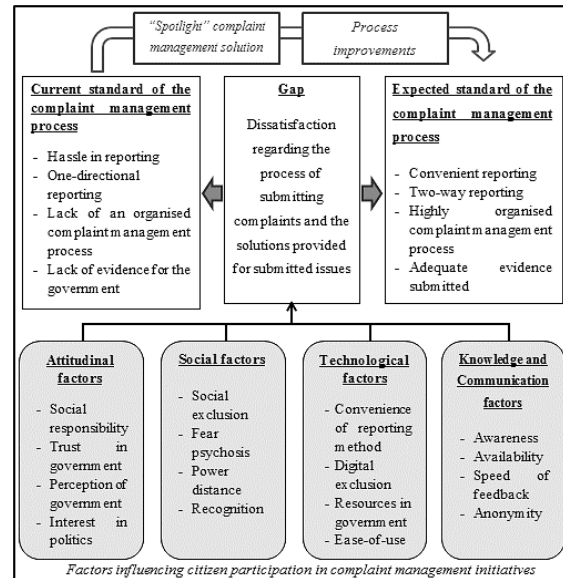 “Spotlight” complaint
management solution
Process
improvements
Current standard of the
complaint management
process
- Hassle in reporting
- One-directional
reporting
- Lack of an organised
complaint management
process
- Lack of evidence for the
government
Gap
Dissatisfaction
regarding the
process of
submitting
complaints and the
solutions provided
for submitted issues
Expected standard of the
complaint management
process
- Convenient reporting
- Two-way reporting
- Highly organised
complaint management
process
- Adequate evidence
submitted
Attitudinal
factors
- Social
responsibility
- Trust in
government
- Perception of
government
- Interest in
politics
Social factors
- Social
exclusion
- Fear
psychosis
- Power
distance
- Recognition
Technological
factors
- Convenience
of reporting
method
- Digital
exclusion
- Resources in
government
- Ease-of-use
Knowledge and
Communication
factors
- Awareness
- Availability
- Speed of
feedback
- Anonymity
Factors influencing citizen participation in complaint management initiatives